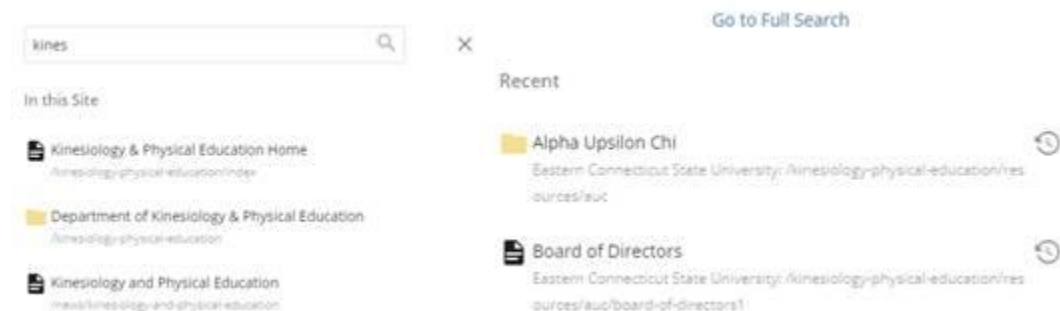 kines
In this Site
Kinesiology & Physical Education Home
/kinesiology-physical-education/index
Department of Kinesiology & Physical Education
/kinesiology-physical-education
Kinesiology and Physical Education
/news/kinesiology-and-physical-education
Go to Full Search
Recent
Alpha Upsilon Chi
Eastern Connecticut State University: /kinesiology-physical-education/res
ources/auc
Board of Directors
Eastern Connecticut State University: /kinesiology-physical-education/res
ources/auc/board-of-directors1